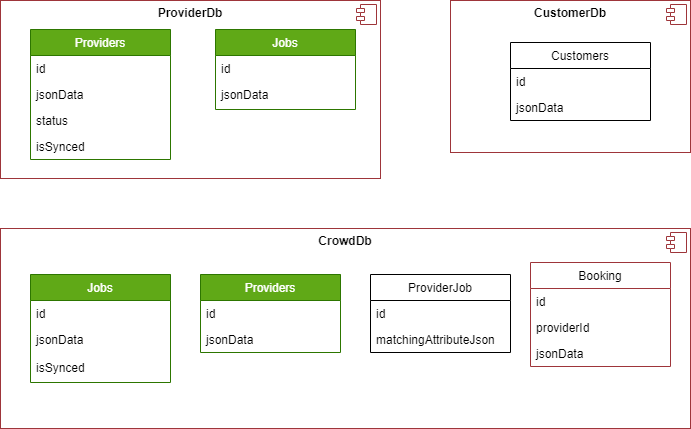 ProviderDb
Providers
id
jsonData
status
isSynced
Jobs
id
jsonData
CustomerDb
Customers
id
jsonData
CrowdDb
Jobs
id
jsonData
isSynced
Providers
id
jsonData
ProviderJob
id
matchingAttributeJson
Booking
id
providerId
jsonData